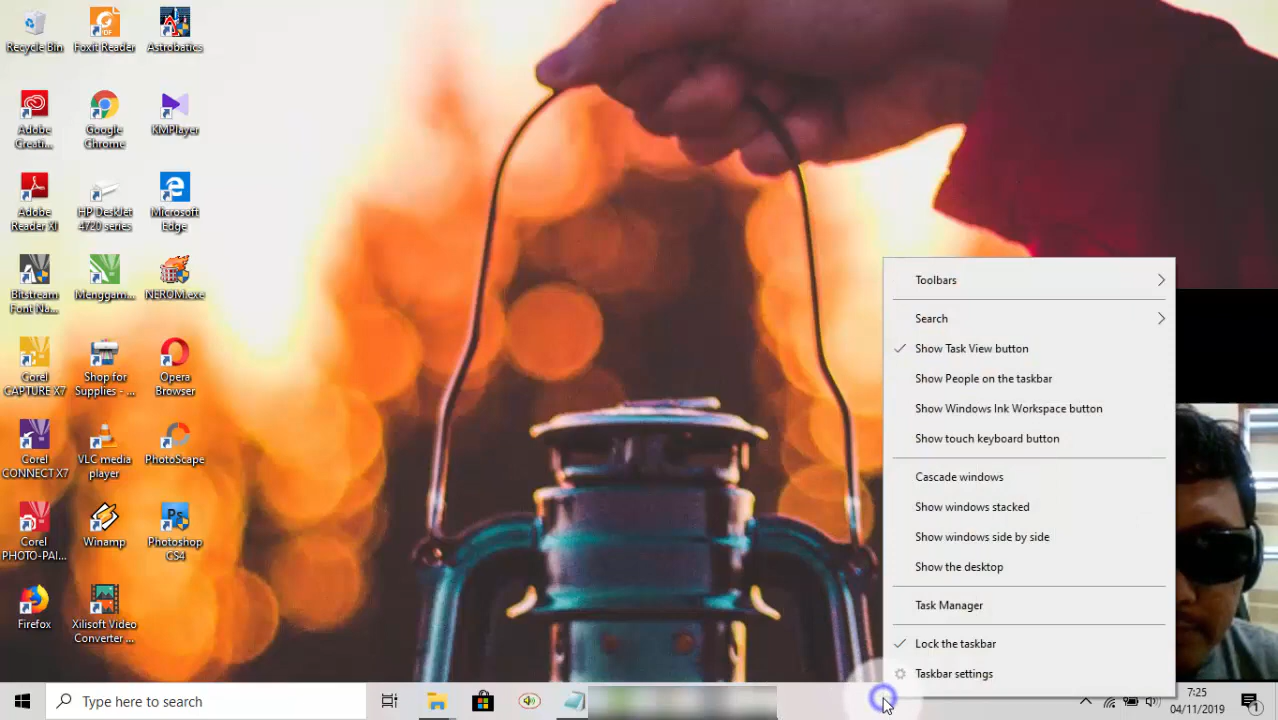 Recycle Bin
Foxit Reader
Astrobatics
Adobe
Creati...
Google
Chrome
KMPlayer
Adobe
Reader XI
HP DeskJet
4720 series
Microsoft
Edge
Bitstream
Font Na...
Menggam...
NEROM.exe
Corel
CAPTURE X7
Shop for
Supplies - ...
Opera
Browser
Corel
CONNECT X7
VLC media
player
PhotoScape
Corel
PHOTO-PAI...
Winamp
Photoshop
CS4
Firefox
Xilisoft Video
Converter ...
Toolbars
Search
Show Task View button
Show People on the taskbar
Show Windows Ink Workspace button
Show touch keyboard button
Cascade windows
Show windows stacked
Show windows side by side
Show the desktop
Task Manager
Lock the taskbar
Taskbar settings
Type here to search
7:25
04/11/2019
1